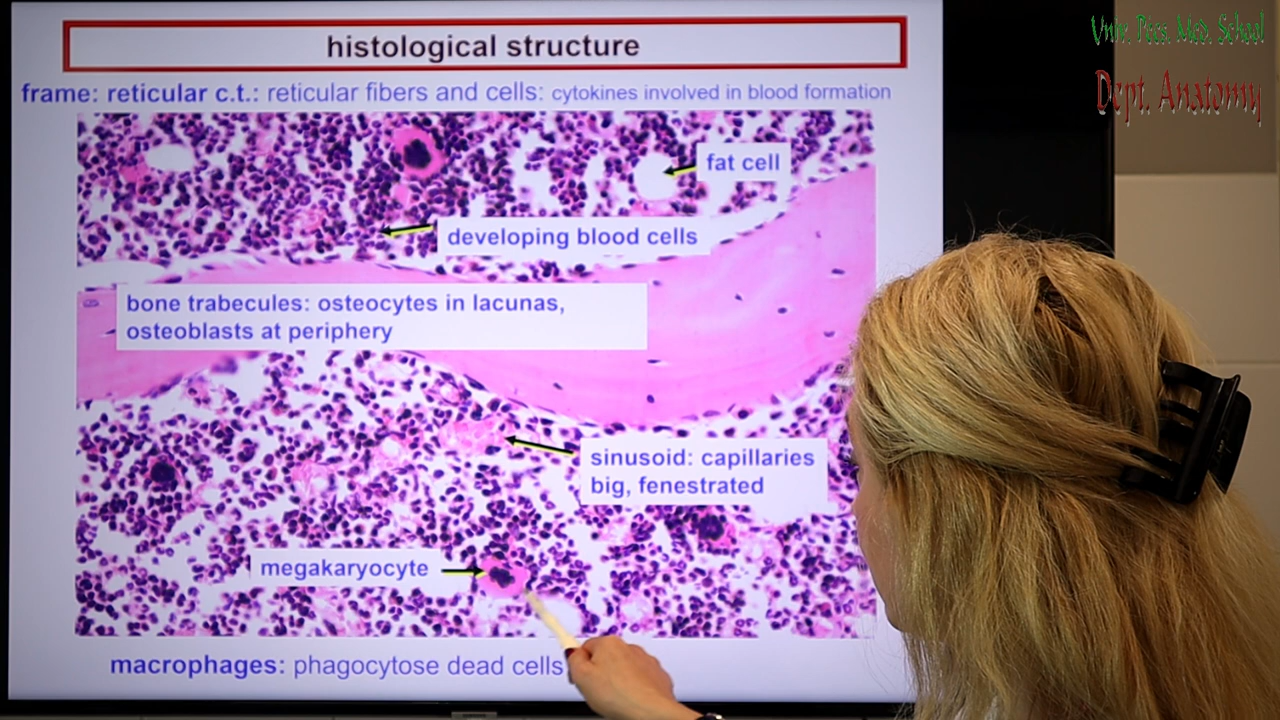 histological structure
Univ. Pécs. Med. School
Dept. Anatomy
frame: reticular c.t.: reticular fibers and cells: cytokines involved in blood formation
fat cell
developing blood cells
bone trabecules: osteocytes in lacunas,
osteoblasts at periphery
sinusoid: capillaries
big, fenestrated
megakaryocyte
macrophages: phagocytose dead cells